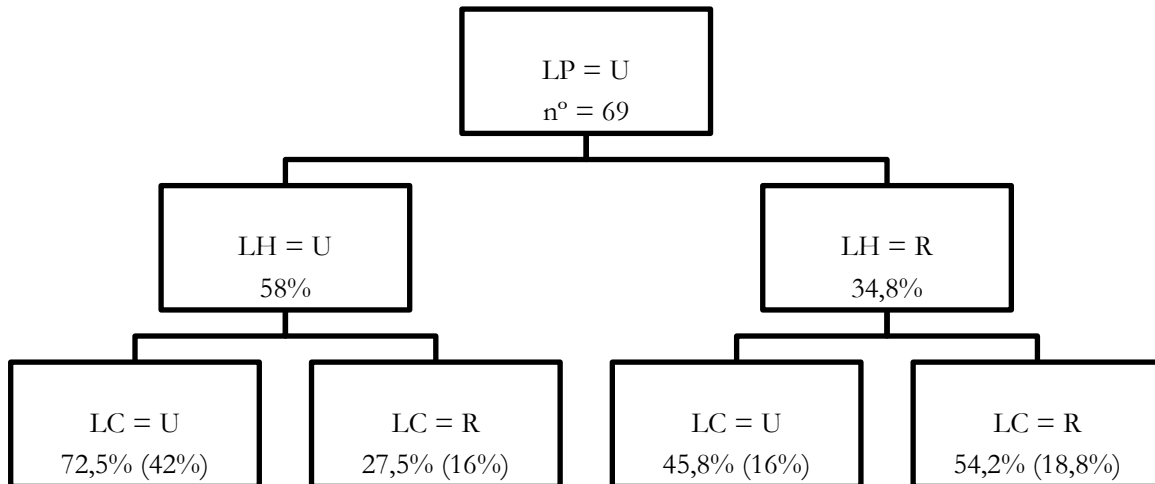 LP = U
nº = 69
LH = U
58%
LH = R
34,8%
LC = U
72,5% (42%)
LC = R
27,5% (16%)
LC = U
45,8% (16%)
LC = R
54,2% (18,8%)